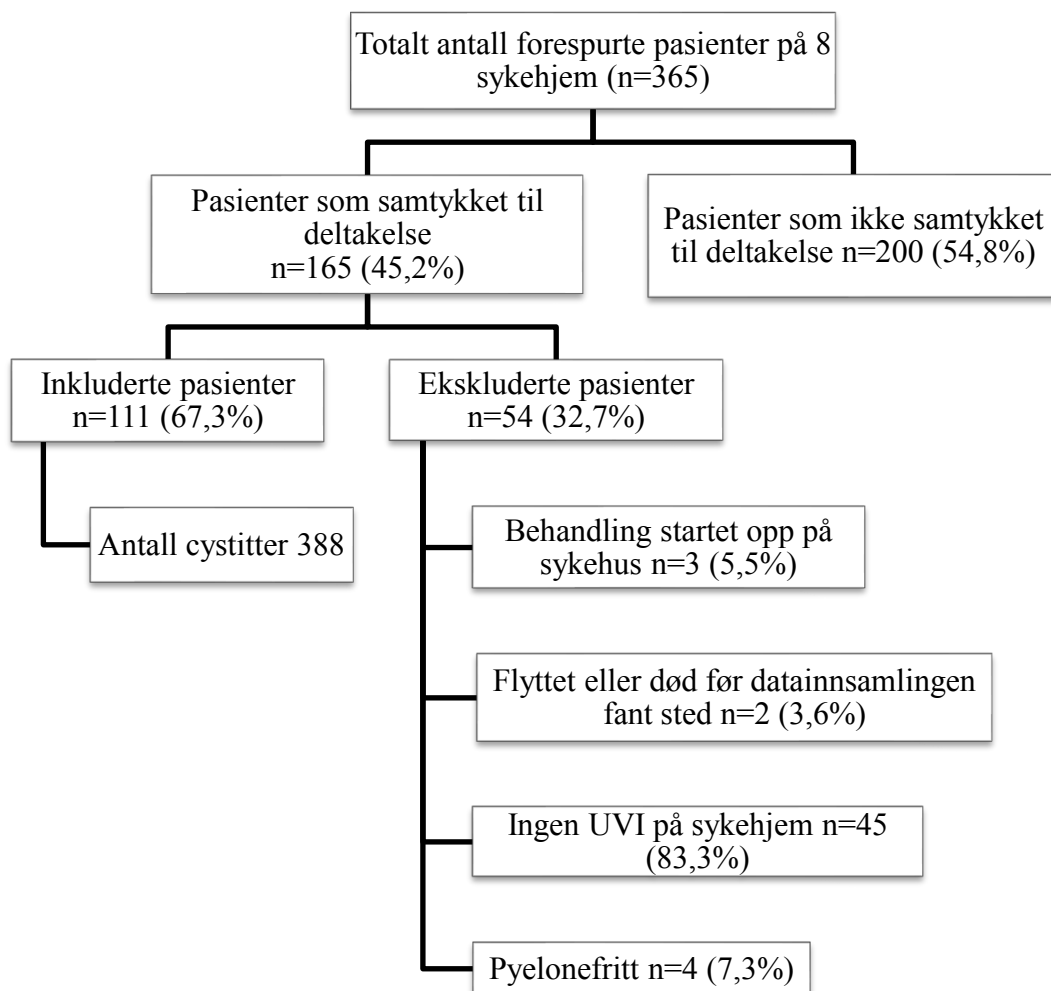 Totalt antall forespurte pasienter på 8
sykehjem (n=365)
Pasienter som samtykket til
deltakelse
n=165 (45,2%)
Pasienter som ikke samtykket
til deltakelse n=200 (54,8%)
Inkluderte pasienter
n=111 (67,3%)
Ekskluderte pasienter
n=54 (32,7%)
Antall cystitter 388
Behandling startet opp på
sykehus n=3 (5,5%)
Flyttet eller død før datainnsamlingen
fant sted n=2 (3,6%)
Ingen UVI på sykehjem n=45
(83,3%)
Pyelonefritt n=4 (7,3%)